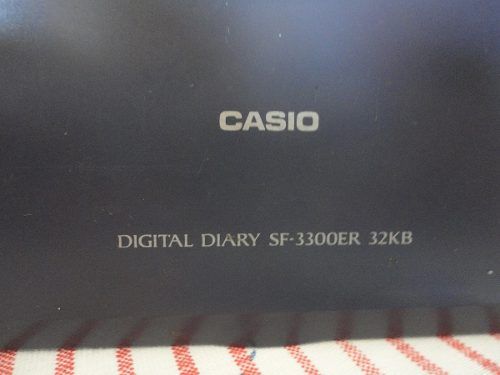 CASIO
DIGITAL DIARY SF-3300ER 32KB